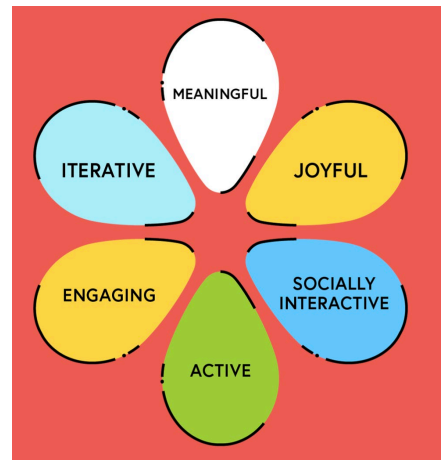 MEANINGFUL
ITERATIVE
JOYFUL
ENGAGING
SOCIALLY
INTERACTIVE
ACTIVE